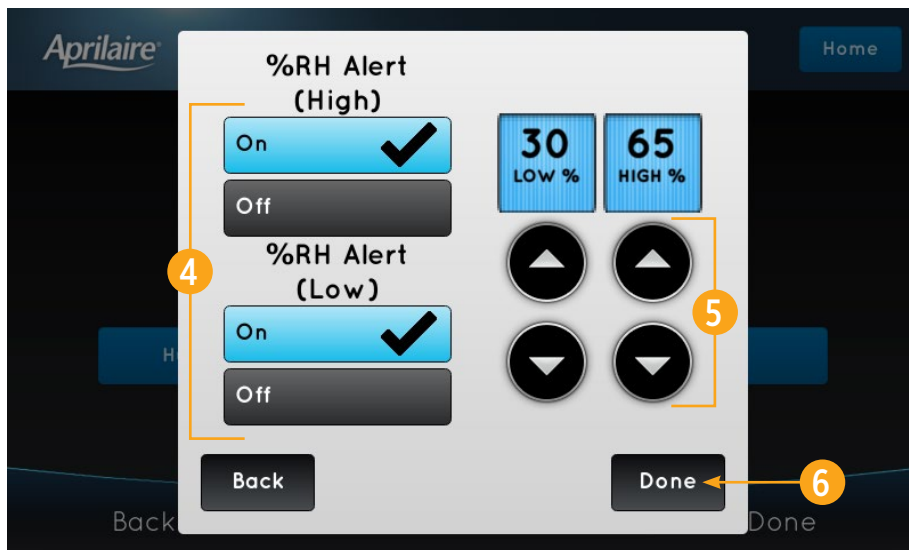 Aprilaire
Home
%RH Alert
(High)
On
Off
%RH Alert
(Low)
On
Off
30
LOW %
65
HIGH %
4
5
H
Back
Done
6
Back
Done